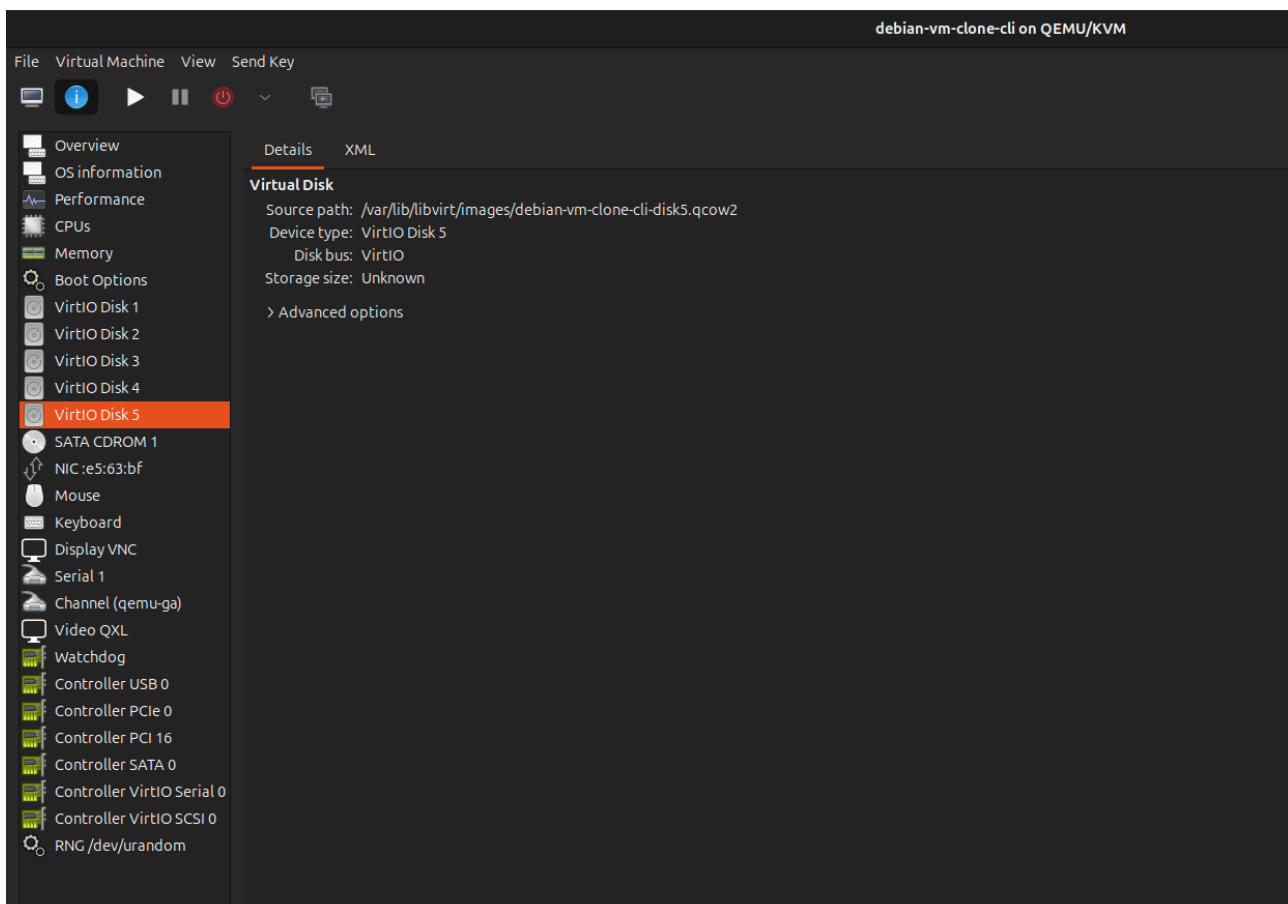 debian-vm-clone-cli on QEMU/KVM
File Virtual Machine View Send Key
Overview
OS information
Performance
CPUs
Memory
Boot Options
VirtIO Disk 1
VirtIO Disk 2
VirtIO Disk 3
VirtIO Disk 4
VirtIO Disk 5
SATA CDROM 1
NIC :e5:63:bf
Mouse
Keyboard
Display VNC
Serial 1
Channel (qemu-ga)
Video QXL
Watchdog
Controller USB 0
Controller PCIe 0
Controller PCI 16
Controller SATA 0
Controller VirtIO Serial 0
Controller VirtIO SCSI 0
RNG /dev/urandom
Details XML
Virtual Disk
Source path: /var/lib/libvirt/images/debian-vm-clone-cli-disk5.qcow2
Device type: VirtIO Disk 5
Disk bus: VirtIO
Storage size: Unknown
Advanced options